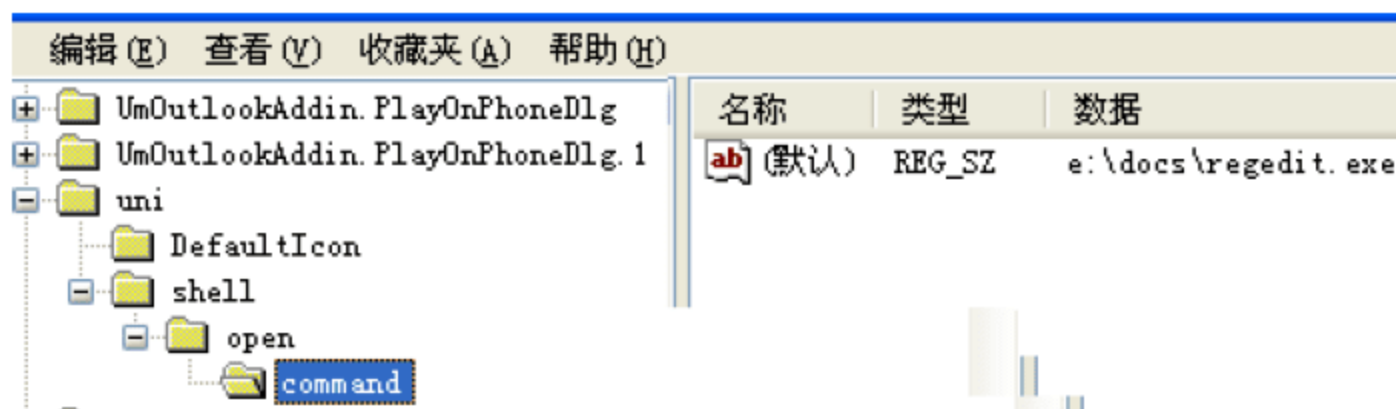 编辑(E) 查看(V) 收藏夹(A) 帮助(H)
UmOutlookAddin.PlayOnPhoneDlg
UmOutlookAddin.PlayOnPhoneDlg.1
uni
DefaultIcon
shell
open
command
名称 类型 数据
ab (默认) REG_SZ e:\docs\regedit.exe